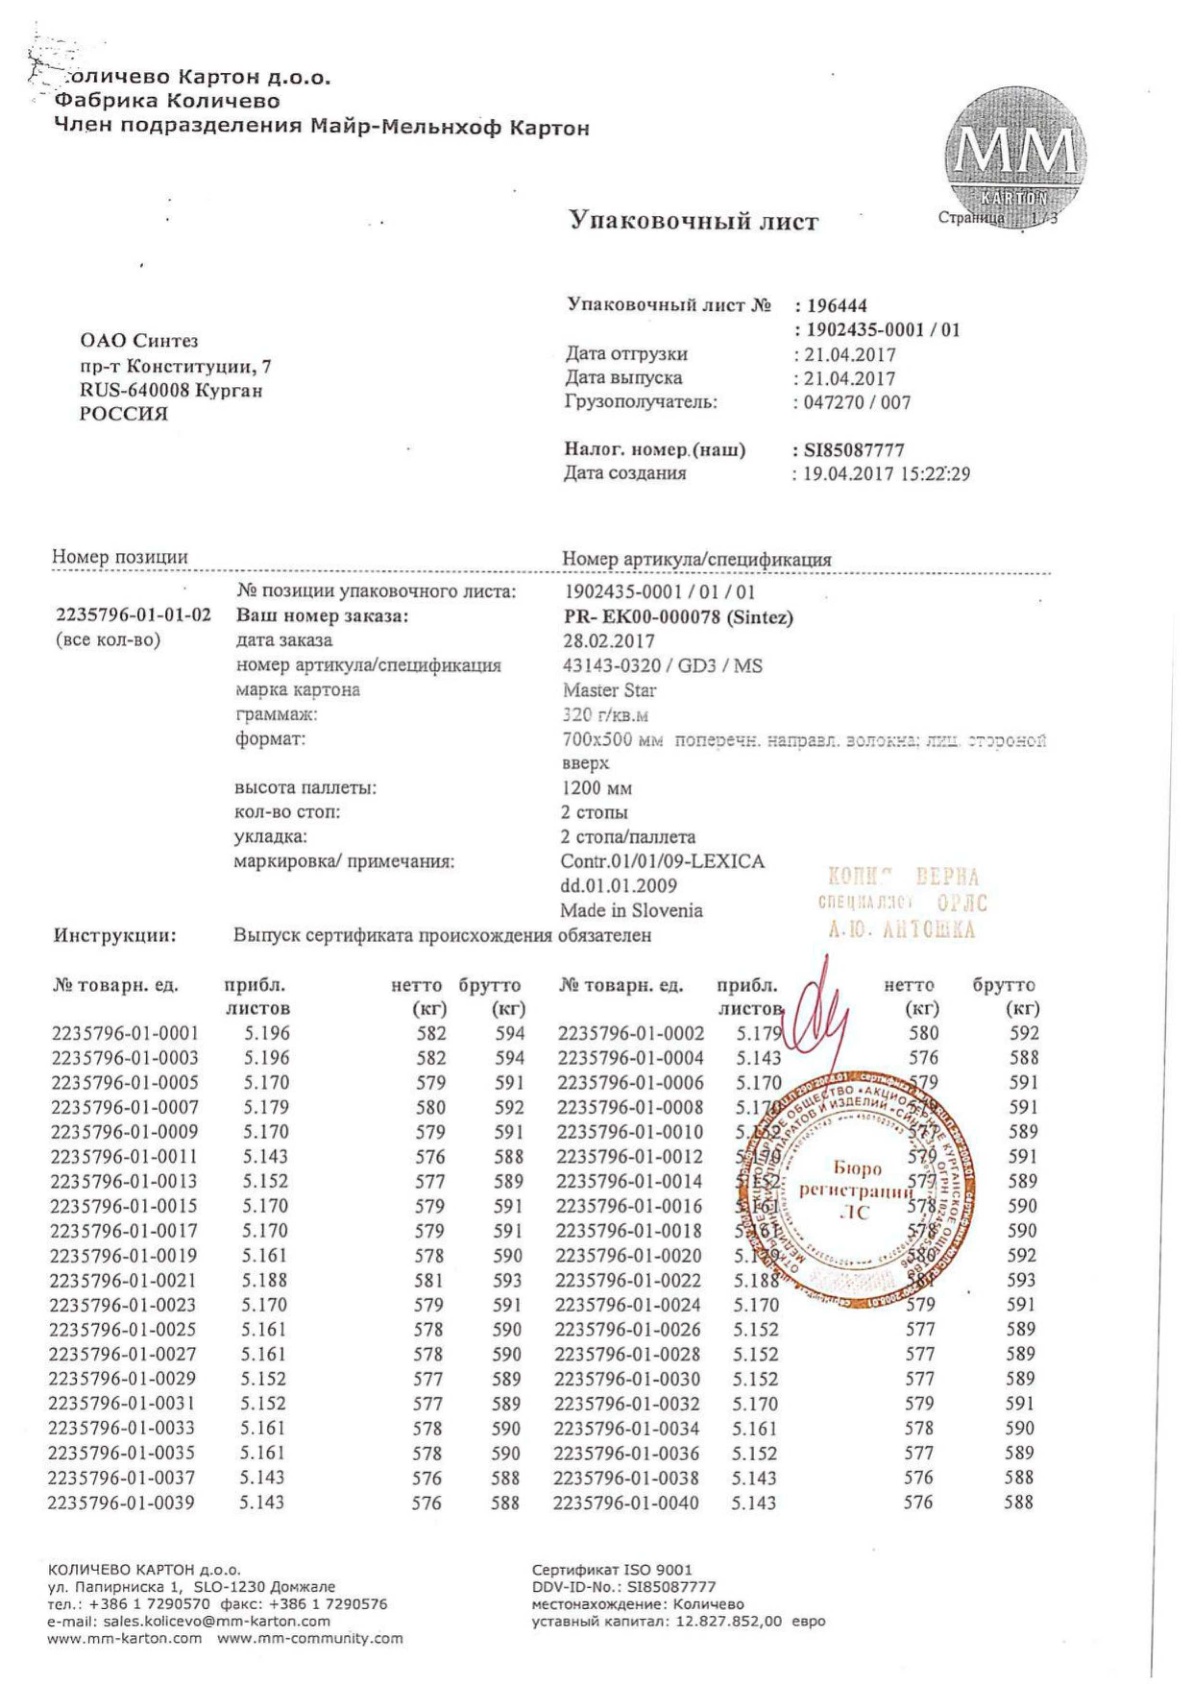 Количево Картон д.о.о.
Фабрика Количево
Член подразделения Майр-Мельнхоф Картон
MM
KARTON
Страница 1 / 3
Упаковочный лист
Упаковочный лист № : 196444
: 1902435-0001 / 01
Дата отгрузки : 21.04.2017
Дата выпуска : 21.04.2017
Грузополучатель: : 047270 / 007
Налог. номер.(наш) : SI85087777
Дата создания : 19.04.2017 15:22:29
ОАО Синтез
пр-т Конституции, 7
RUS-640008 Курган
РОССИЯ
Номер позиции Номер артикула/спецификация
№ позиции упаковочного листа: 1902435-0001 / 01 / 01
2235796-01-01-02 Ваш номер заказа: PR- EK00-000078 (Sintez)
(все кол-во) дата заказа 28.02.2017
номер артикула/спецификация 43143-0320 / GD3 / MS
марка картона Master Star
граммаж: 320 г/кв.м
формат: 700x500 мм поперечн. направл. волокна; лиц. стороной
вверх
высота паллеты: 1200 мм
кол-во стоп: 2 стопы
укладка: 2 стопа/паллета
маркировка/ примечания: Contr.01/01/09-LEXICA
dd.01.01.2009
Made in Slovenia
КОПИЯ ВЕРНА
СПЕЦИАЛИСТ ОРЛС
А.Ю. АНТОШКА
Инструкции: Выпуск сертификата происхождения обязателен
№ товарн. ед. прибл. нетто брутто № товарн. ед. прибл. нетто брутто
листов (кг) (кг) листов (кг) (кг)
2235796-01-0001 5.196 582 594 2235796-01-0002 5.179 580 592
2235796-01-0003 5.196 582 594 2235796-01-0004 5.143 576 588
2235796-01-0005 5.170 579 591 2235796-01-0006 5.170 579 591
2235796-01-0007 5.179 580 592 2235796-01-0008 5.170 591
2235796-01-0009 5.170 579 591 2235796-01-0010 5.152 577 589
2235796-01-0011 5.143 576 588 2235796-01-0012 5.170 579 591
2235796-01-0013 5.152 577 589 2235796-01-0014 5.152 577 589
2235796-01-0015 5.170 579 591 2235796-01-0016 5.161 578 590
2235796-01-0017 5.170 579 591 2235796-01-0018 5.161 578 590
2235796-01-0019 5.161 578 590 2235796-01-0020 5.179 580 592
2235796-01-0021 5.188 581 593 2235796-01-0022 5.188 581 593
2235796-01-0023 5.170 579 591 2235796-01-0024 5.170 579 591
2235796-01-0025 5.161 578 590 2235796-01-0026 5.152 577 589
2235796-01-0027 5.161 578 590 2235796-01-0028 5.152 577 589
2235796-01-0029 5.152 577 589 2235796-01-0030 5.152 577 589
2235796-01-0031 5.152 577 589 2235796-01-0032 5.170 579 591
2235796-01-0033 5.161 578 590 2235796-01-0034 5.161 578 590
2235796-01-0035 5.161 578 590 2235796-01-0036 5.152 577 589
2235796-01-0037 5.143 576 588 2235796-01-0038 5.143 576 588
2235796-01-0039 5.143 576 588 2235796-01-0040 5.143 576 588
Бюро
регистраций
ЛС
КОЛИЧЕВО КАРТОН д.о.о.
ул. Папирниска 1, SLO-1230 Домжале
тел.: +386 1 7290570 факс: +386 1 7290576
e-mail: sales.kolicevo@mm-karton.com
www.mm-karton.com www.mm-community.com
Сертификат ISO 9001
DDV-ID-No.: SI85087777
местонахождение: Количево
уставный капитал: 12.827.852,00 евро